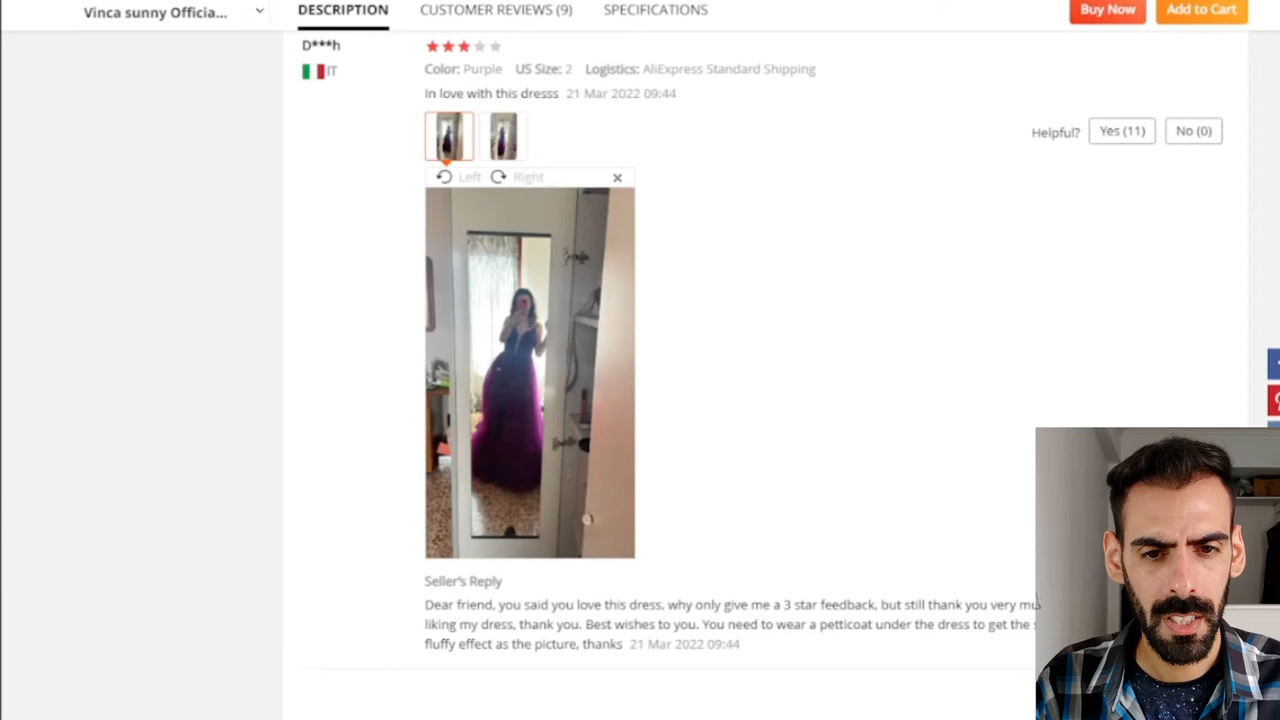 Vinca sunny Officia...
DESCRIPTION
CUSTOMER REVIEWS (9)
SPECIFICATIONS
Buy Now
Add to Cart
D***h
IT
Color: Purple US Size: 2 Logistics: AliExpress Standard Shipping
In love with this dresss 21 Mar 2022 09:44
Helpful?
Yes (11)
No (0)
Left
Right
Seller's Reply
Dear friend, you said you love this dress, why only give me a 3 star feedback, but still thank you very
liking my dress, thank you. Best wishes to you. You need to wear a petticoat under the dress to get the
fluffy effect as the picture, thanks 21 Mar 2022 09:44